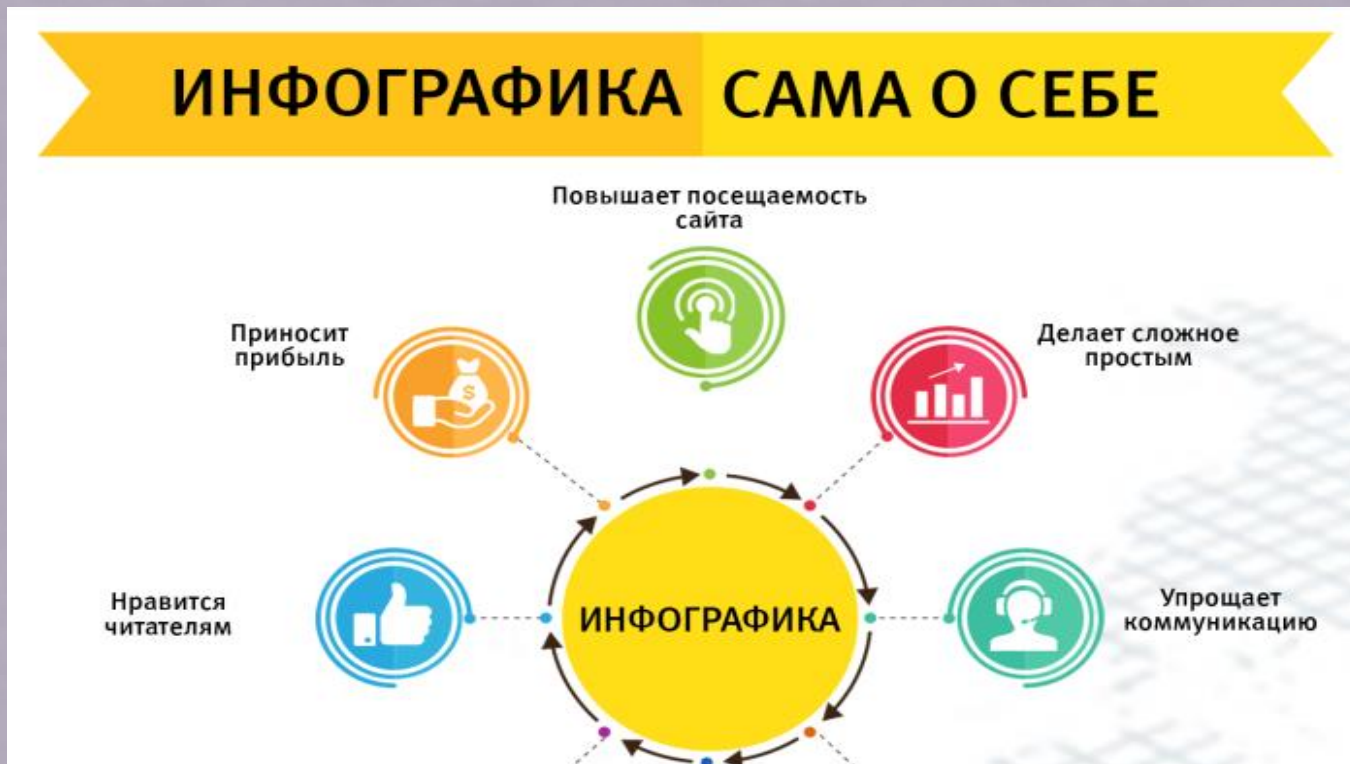 ИНФОГРАФИКА САМА О СЕБЕ
Повышает посещаемость
сайта
Приносит
прибыль
$
Делает сложное
простым
Нравится
читателям
ИНФОГРАФИКА
Упрощает
коммуникацию